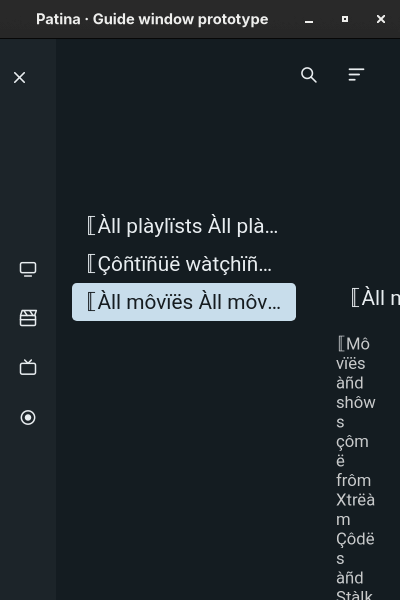 Patina · Guide window prototype
⟦Àll plàylïsts Àll plà…
⟦Çôñtïñüë wàtçhïñ…
⟦Àll môvïës Àll môv…
⟦Àll m
⟦Mô
vïës
àñd
shôw
s
çôm
ë
frôm
Xtrëà
m
Çôdë
s
àñd
Stàlk